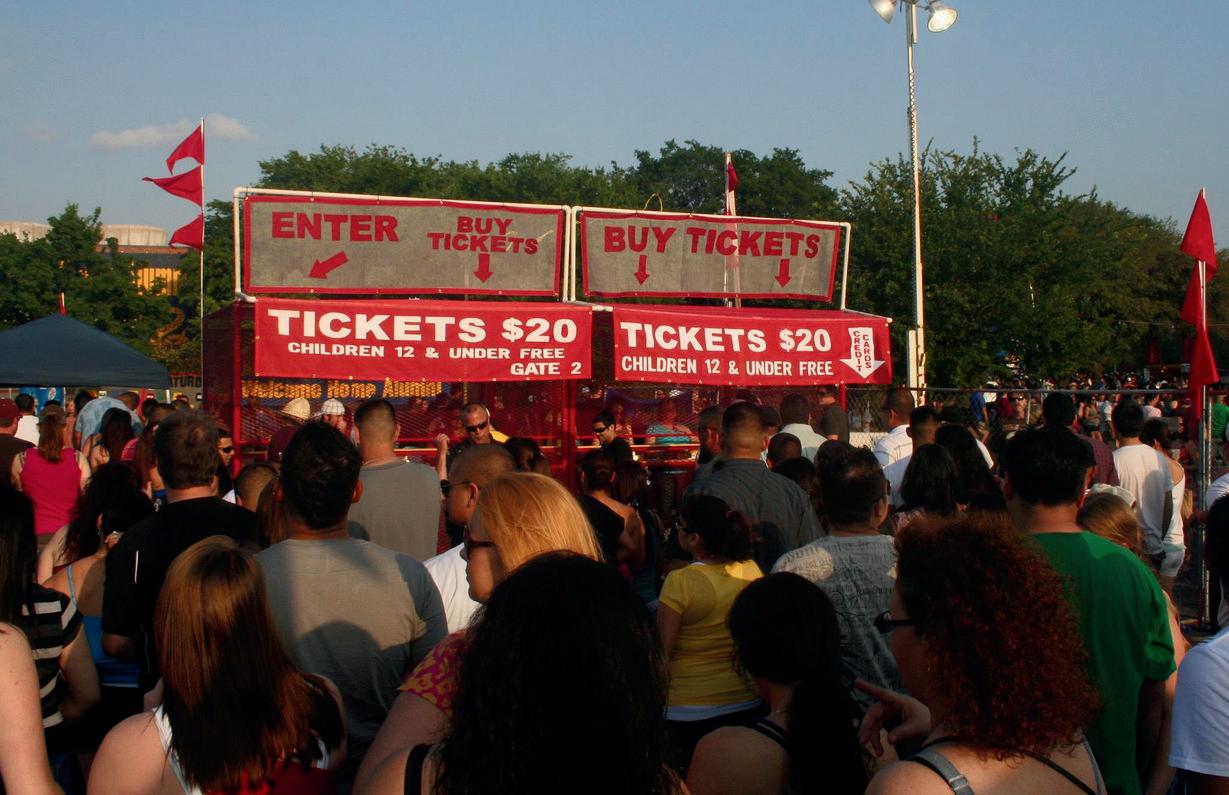 ENTER
BUY
TICKETS
BUY TICKETS
TICKETS $20
CHILDREN 12 & UNDER FREE
GATE 2
TICKETS $20
CHILDREN 12 & UNDER FREE
CREDIT
CARDS